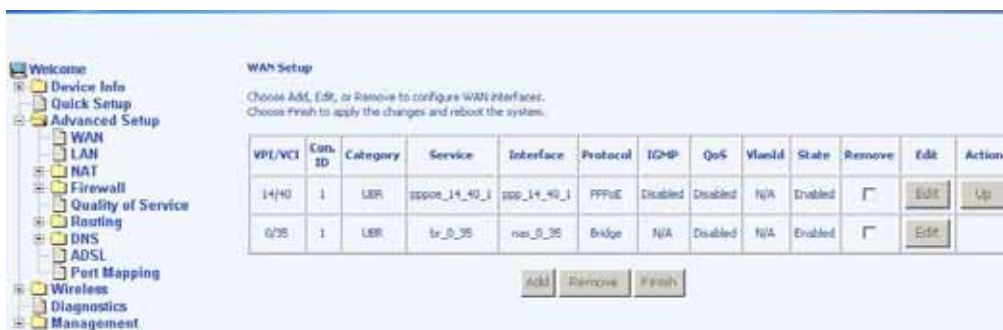 Welcome
Device Info
Quick Setup
Advanced Setup
WAN
LAN
NAT
Firewall
Quality of Service
Routing
DNS
ADSL
Port Mapping
Wireless
Diagnostics
Management
WAN Setup
Choose Add, Edit, or Remove to configure WAN interfaces.
Choose Finish to apply the changes and reboot the system.
VPI/VCI Con. ID Category Service Interface Protocol IGMP QoS VlanId State Remove Edit Action
14/40 1 UBR pppoe_14_40_1 ppp_14_40_1 PPPoE Disabled Disabled N/A Enabled Edit Up
0/35 1 UBR br_0_35 nas_0_35 Bridge N/A Disabled N/A Enabled Edit
Add Remove Finish